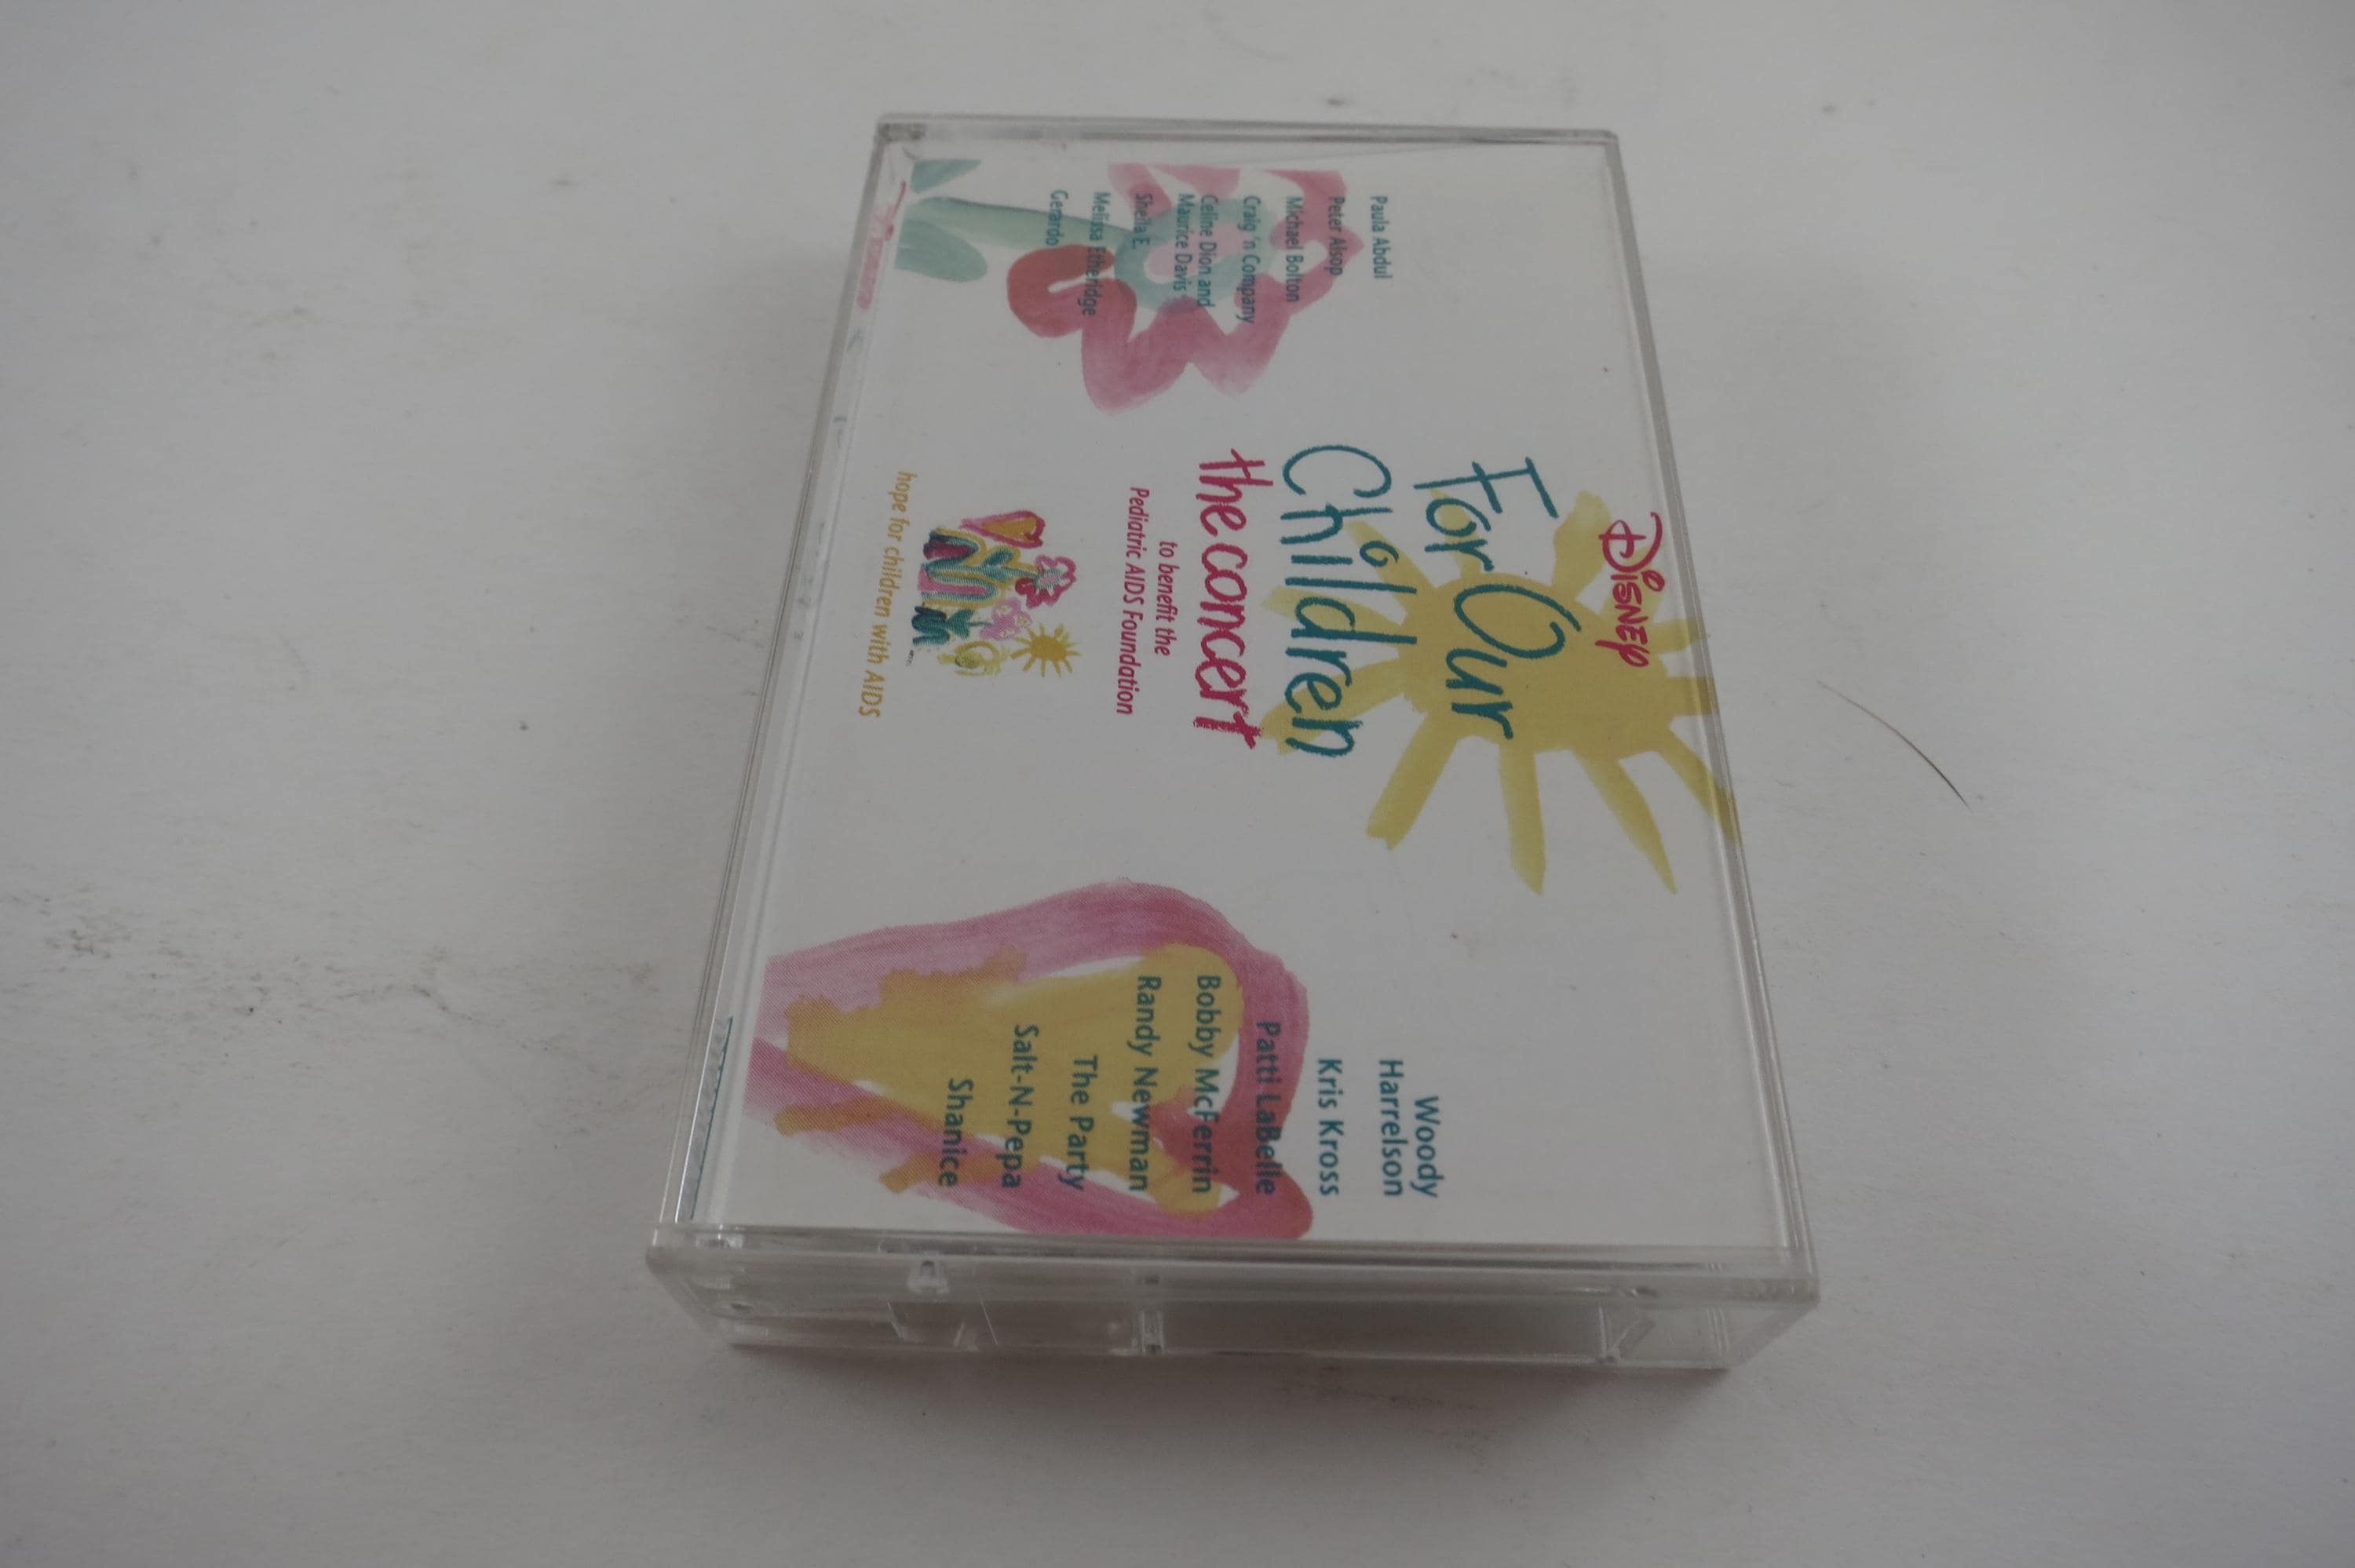 Disney
For Our
Children
the concert
to benefit the
Pediatric AIDS Foundation
hope for children with AIDS
Paula Abdul
Peter Alsop
Michael Bolton
Craig 'n Company
Celine Dion and
Maurice Davis
Sheila E.
Melissa Etheridge
Gerardo
Woody
Harrelson
Kris Kross
Patti LaBelle
Bobby McFerrin
Randy Newman
The Party
Salt-N-Pepa
Shanice